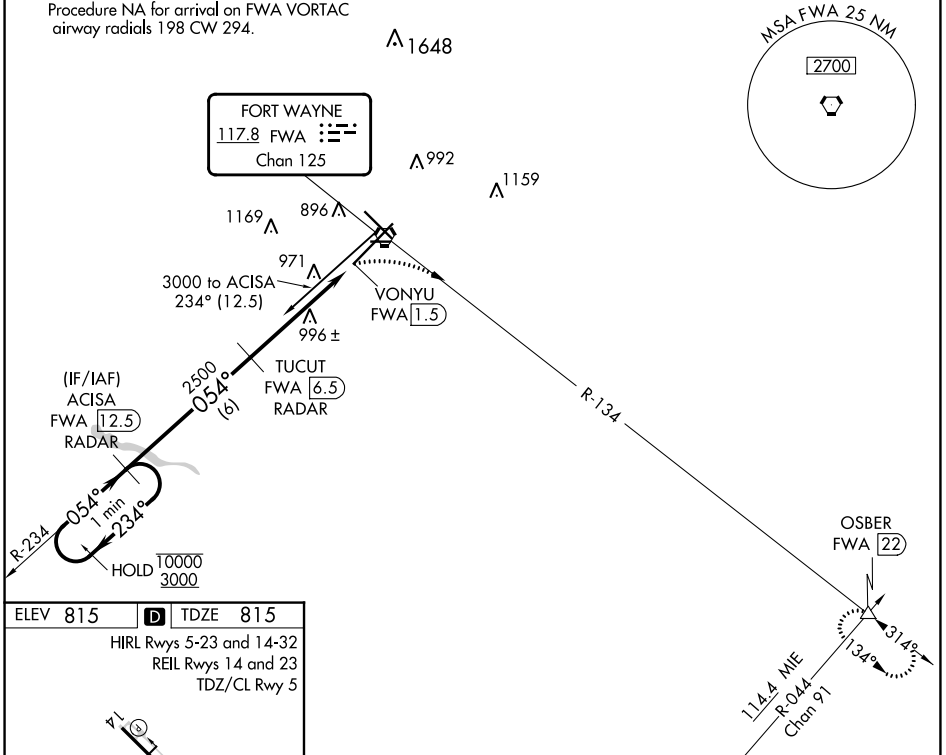 Procedure NA for arrival on FWA VORTAC
airway radials 198 CW 294.
1648
MSA FWA 25 NM
2700
FORT WAYNE
117.8 FWA
Chan 125
992
1159
896
1169
971
3000 to ACISA
234° (12.5)
VONYU
FWA 1.5
996 ±
TUCUT
FWA 6.5
RADAR
2500
054°
(6)
(IF/IAF)
ACISA
FWA 12.5
RADAR
R-134
054°
1 min
234°
R-234
HOLD 10000
3000
OSBER
FWA 22
314°
134°
114.4 MIE
R-044
Chan 91
ELEV 815 D TDZE 815
HIRL Rwys 5-23 and 14-32
REIL Rwys 14 and 23
TDZ/CL Rwy 5
14
P